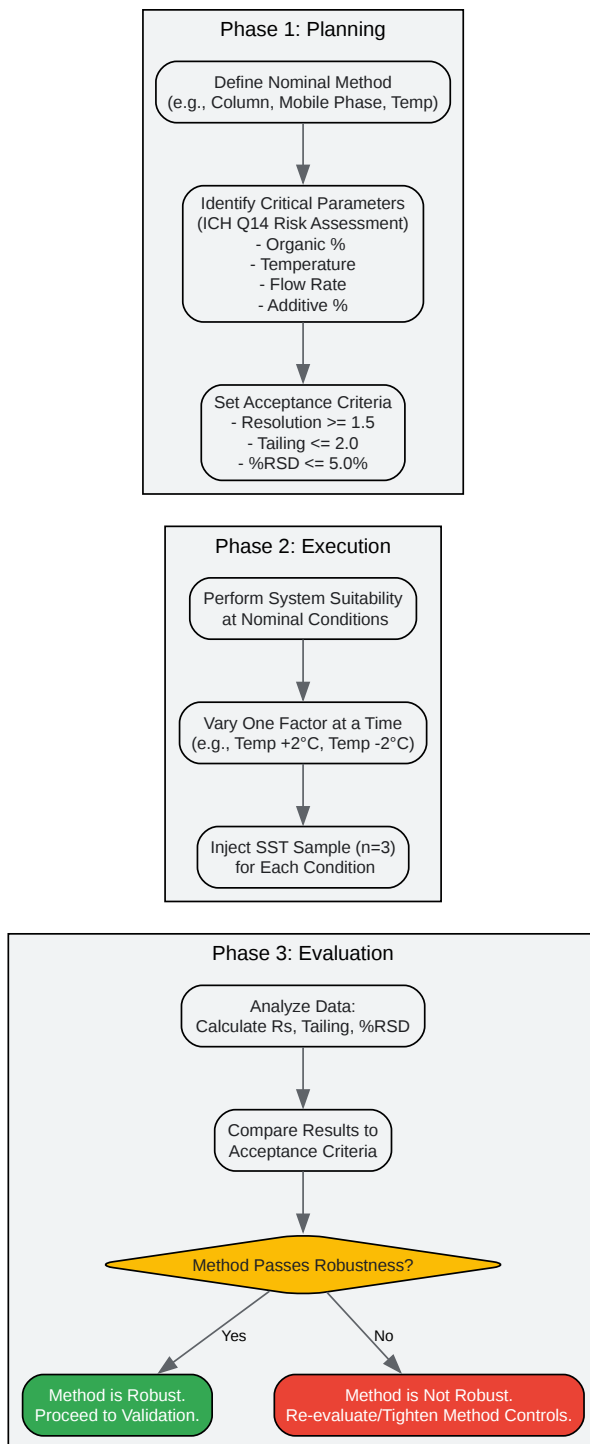 Phase 1: Planning
Define Nominal Method
(e.g., Column, Mobile Phase, Temp)
Identify Critical Parameters
(ICH Q14 Risk Assessment)
- Organic %
- Temperature
- Flow Rate
- Additive %
Set Acceptance Criteria
- Resolution >= 1.5
- Tailing <= 2.0
- %RSD <= 5.0%
Phase 2: Execution
Perform System Suitability
at Nominal Conditions
Vary One Factor at a Time
(e.g., Temp +2°C, Temp -2°C)
Inject SST Sample (n=3)
for Each Condition
Phase 3: Evaluation
Analyze Data:
Calculate Rs, Tailing, %RSD
Compare Results to
Acceptance Criteria
Method Passes Robustness?
Yes
No
Method is Robust.
Proceed to Validation.
Method is Not Robust.
Re-evaluate/Tighten Method Controls.